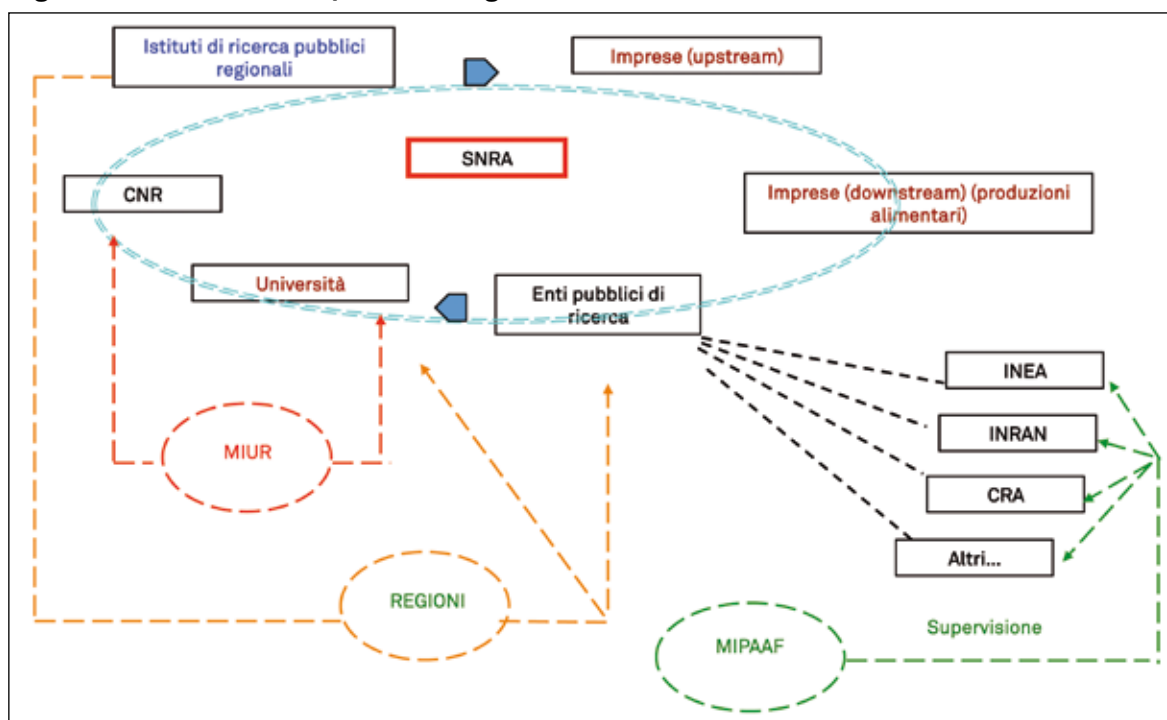 Istituti di ricerca pubblici
regionali
Imprese (upstream)
SNRA
CNR
Imprese (downstream) (produzioni
alimentari)
Università
Enti pubblici di
ricerca
INEA
INRAN
MIUR
CRA
Altri...
REGIONI
Supervisione
MIPAAF